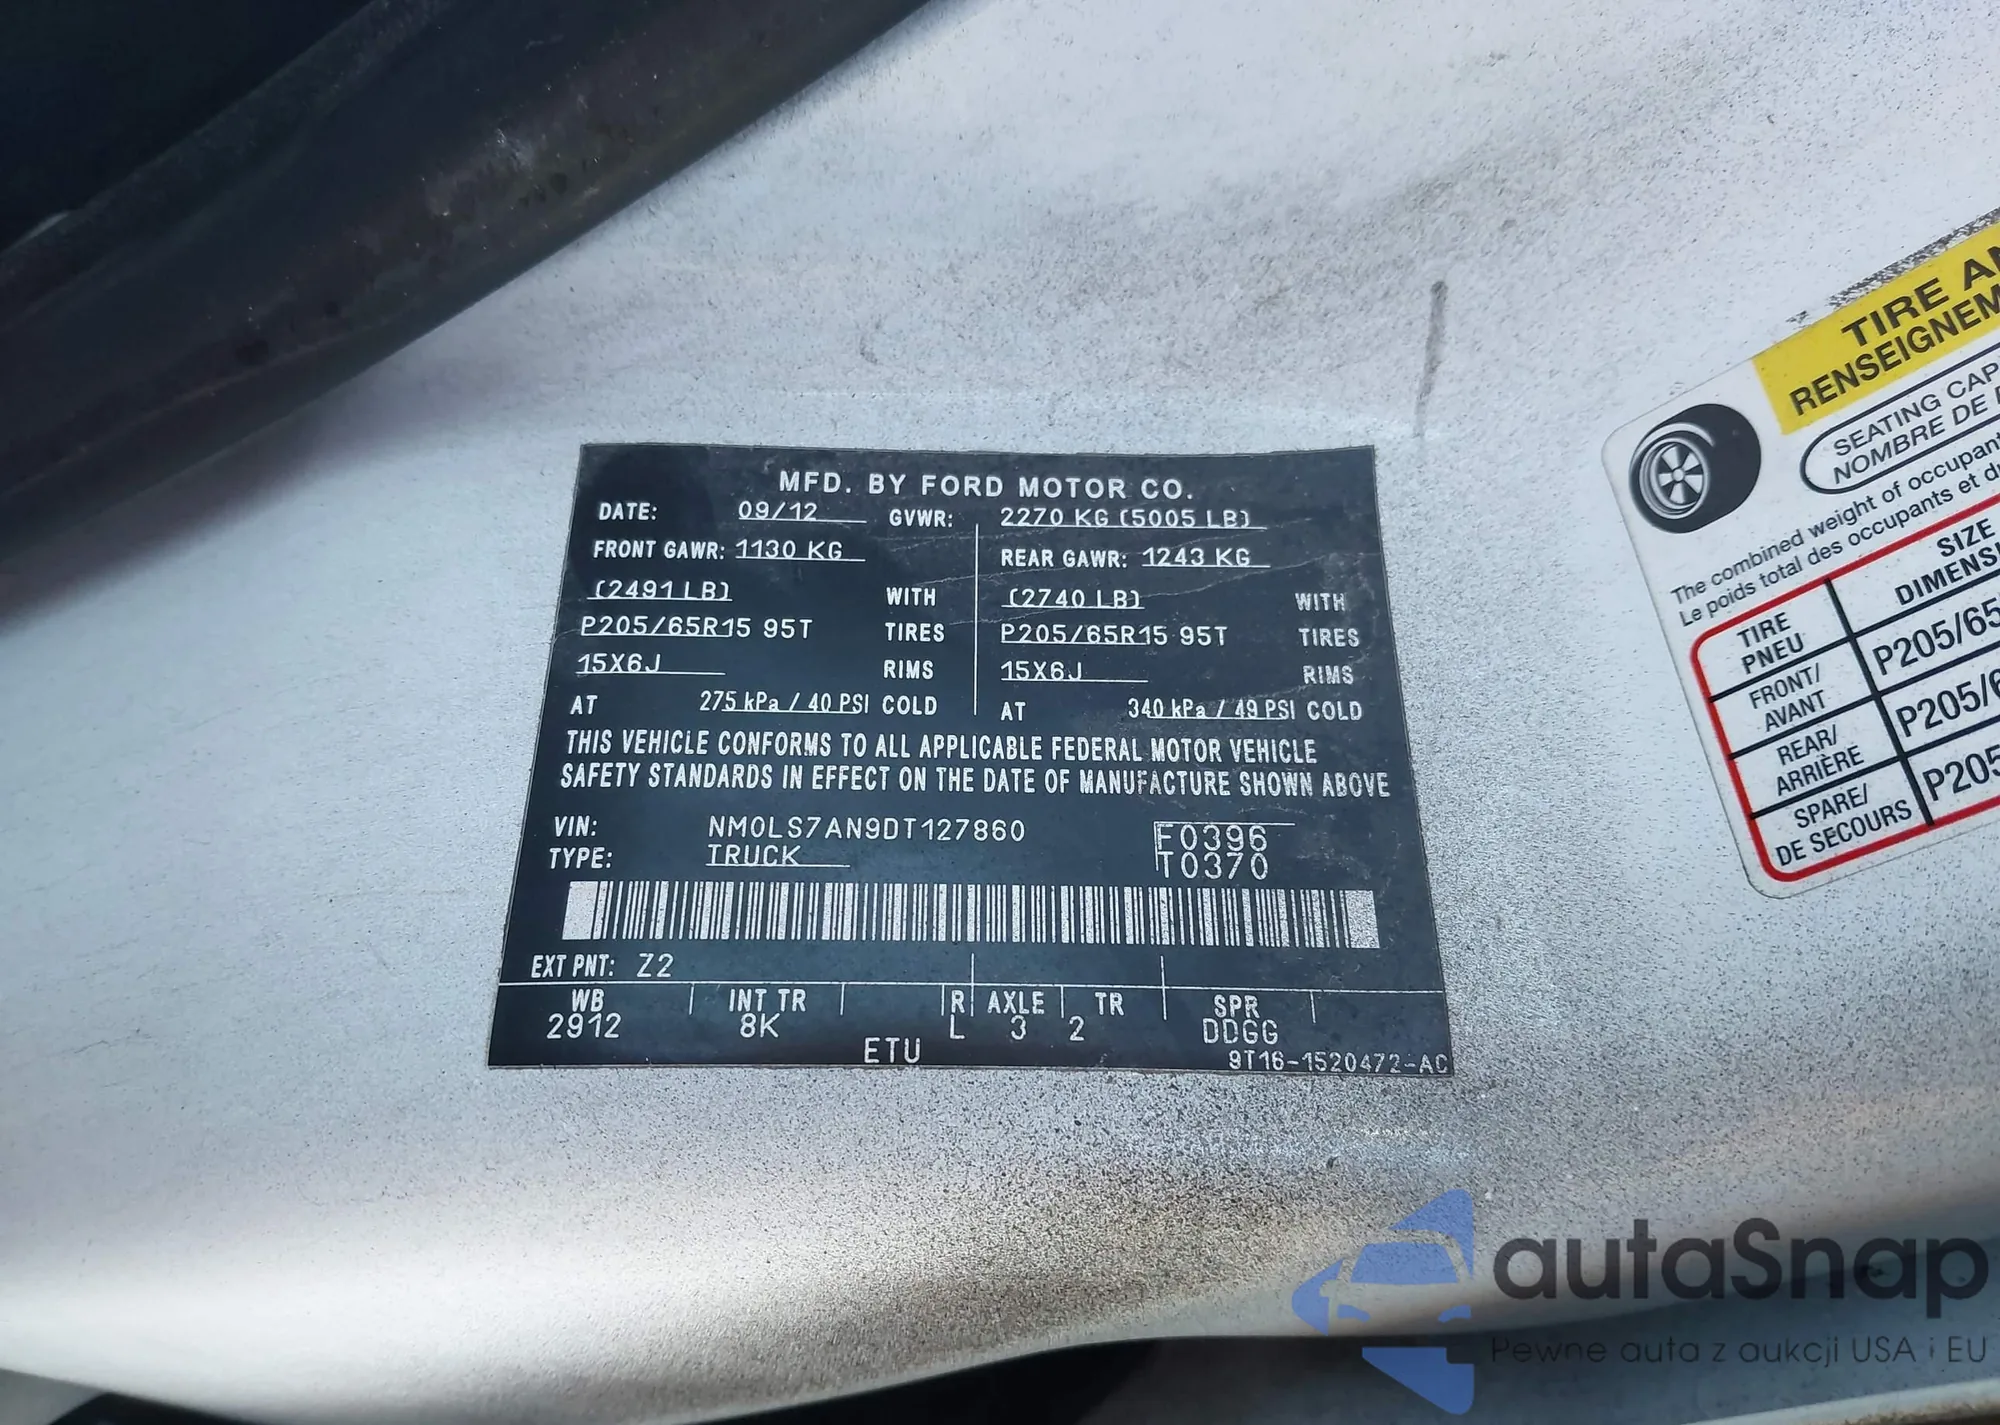 MFD. BY FORD MOTOR CO.
DATE: 09/12 GVWR: 2270 KG (5005 LB)
FRONT GAWR: 1130 KG REAR GAWR: 1243 KG
(2491 LB) WITH (2740 LB) WITH
P205/65R15 95T TIRES P205/65R15 95T TIRES
15X6J RIMS 15X6J RIMS
AT 275 kPa / 40 PSI COLD AT 340 kPa / 49 PSI COLD
THIS VEHICLE CONFORMS TO ALL APPLICABLE FEDERAL MOTOR VEHICLE
SAFETY STANDARDS IN EFFECT ON THE DATE OF MANUFACTURE SHOWN ABOVE
VIN: NM0LS7AN9DT127860 F0396
TYPE: TRUCK T0370
EXT PNT: Z2
WB INT TR R AXLE TR SPR
2912 8K L 3 2 DDGG
ETU
9T16-1520472-AC
TIRE AN
RENSEIGNEM
SEATING CAP
NOMBRE DE
The combined weight of occupant
Le poids total des occupants et d
SIZE
DIMENSI
TIRE
PNEU
FRONT/
AVANT
P205/65
REAR/
ARRIÈRE
P205/6
SPARE/
DE SECOURS
P205
autaSnap
Pewne auta z aukcji USA i EU